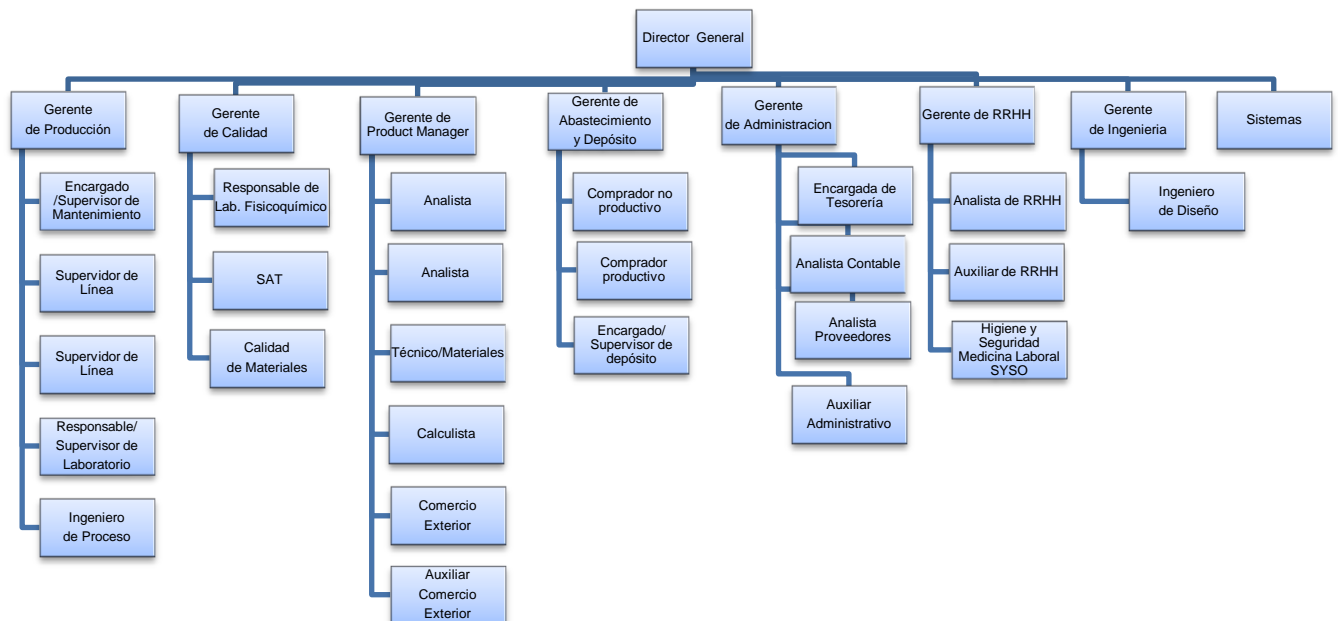 Director General
Gerente
de Producción
Gerente
de Calidad
Gerente de
Product Manager
Gerente de
Abastecimiento
y Depósito
Gerente
de Administracion
Gerente de RRHH
Gerente
de Ingenieria
Sistemas
Encargado
/Supervisor de
Mantenimiento
Supervidor de
Línea
Supervidor de
Línea
Responsable/
Supervisor de
Laboratorio
Ingeniero
de Proceso
Responsable de
Lab. Fisicoquímico
SAT
Calidad
de Materiales
Analista
Analista
Técnico/Materiales
Calculista
Comercio
Exterior
Auxiliar
Comercio
Exterior
Comprador no
productivo
Comprador
productivo
Encargado/
Supervisor de
depósito
Encargada de
Tesorería
Analista Contable
Analista
Proveedores
Auxiliar
Administrativo
Analista de RRHH
Auxiliar de RRHH
Higiene y
Seguridad
Medicina Laboral
SYSO
Ingeniero
de Diseño